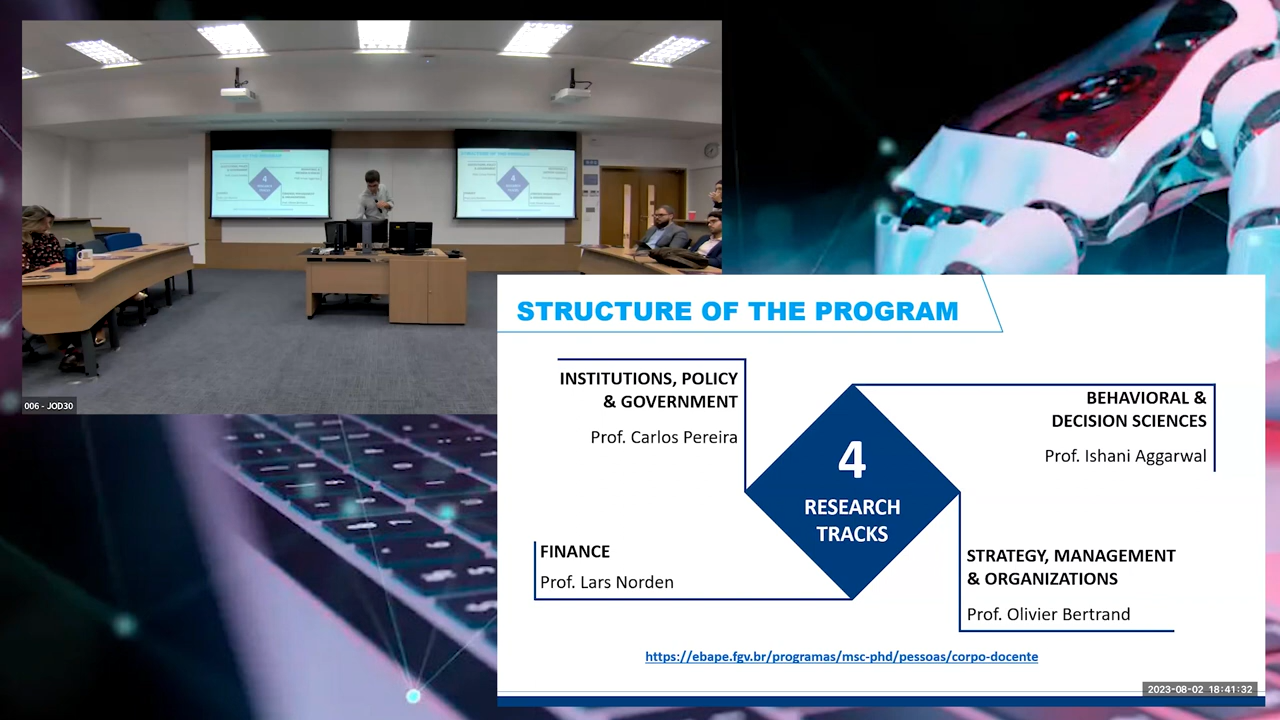 006 - JOD30
STRUCTURE OF THE PROGRAM
INSTITUTIONS, POLICY
& GOVERNMENT
Prof. Carlos Pereira
BEHAVIORAL &
DECISION SCIENCES
Prof. Ishani Aggarwal
4
RESEARCH
TRACKS
FINANCE
Prof. Lars Norden
STRATEGY, MANAGEMENT
& ORGANIZATIONS
Prof. Olivier Bertrand
https://ebape.fgv.br/programas/msc-phd/pessoas/corpo-docente
2023-08-02 18:41:32